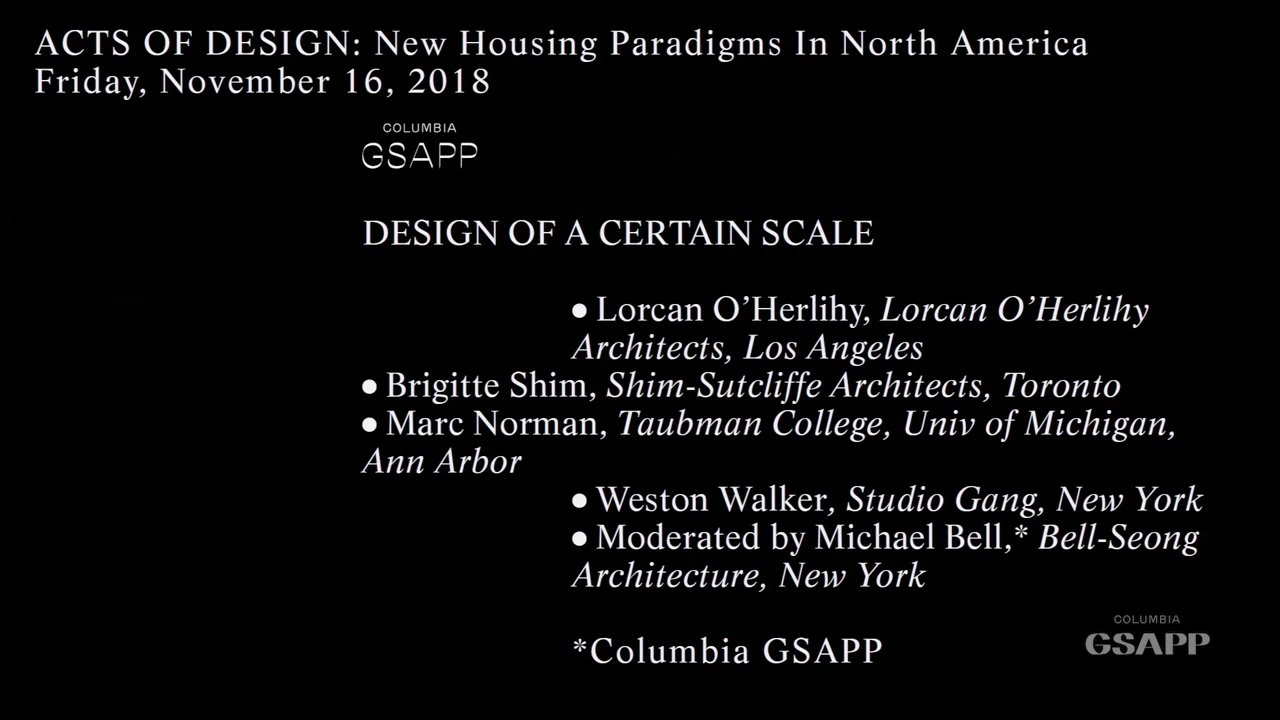 ACTS OF DESIGN: New Housing Paradigms In North America
Friday, November 16, 2018
COLUMBIA
GSAPP
DESIGN OF A CERTAIN SCALE
• Lorcan O’Herlihy, Lorcan O’Herlihy
Architects, Los Angeles
• Brigitte Shim, Shim-Sutcliffe Architects, Toronto
• Marc Norman, Taubman College, Univ of Michigan,
Ann Arbor
• Weston Walker, Studio Gang, New York
• Moderated by Michael Bell,* Bell-Seong
Architecture, New York
*Columbia GSAPP
COLUMBIA
GSAPP